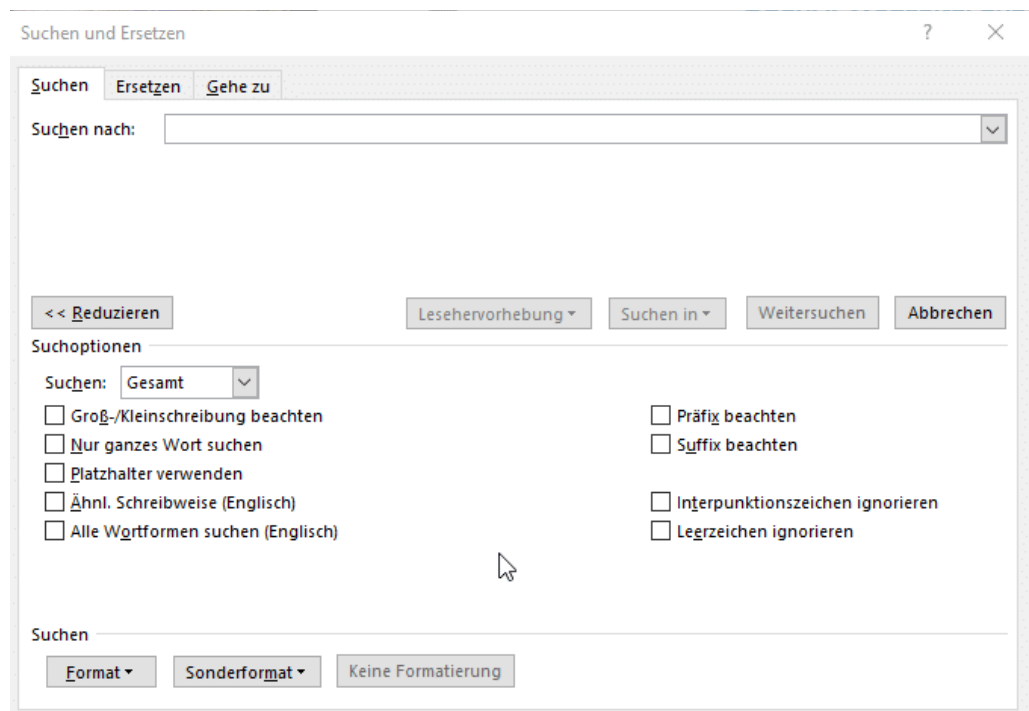 Suchen und Ersetzen ?
Suchen Ersetzen Gehe zu
Suchen nach:
<< Reduzieren Lesehervorhebung Suchen in Weitersuchen Abbrechen
Suchoptionen
Suchen: Gesamt
Groß-/Kleinschreibung beachten Präfix beachten
Nur ganzes Wort suchen Suffix beachten
Platzhalter verwenden
Ähnl. Schreibweise (Englisch) Interpunktionszeichen ignorieren
Alle Wortformen suchen (Englisch) Leerzeichen ignorieren
Suchen
Format Sonderformat Keine Formatierung